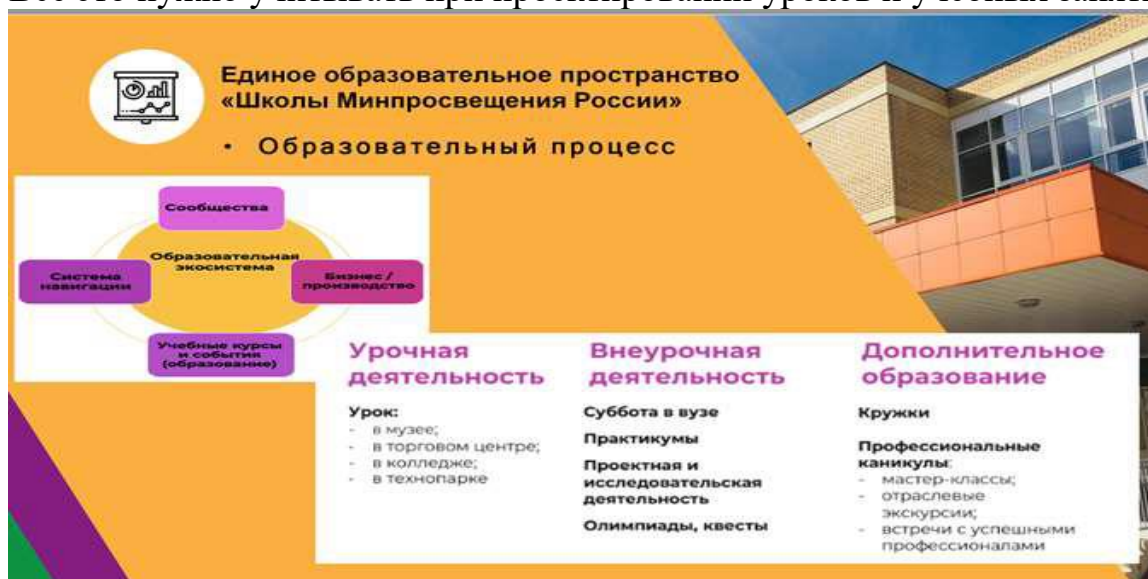 Единое образовательное пространство
«Школы Минпросвещения России»
• Образовательный процесс
Сообщества
Образовательная
экосистема
Система
навигации
Бизнес /
производство
Учебные курсы
и события
(образование)
Урочная
деятельность
Урок:
- в музее;
- в торговом центре;
- в колледже;
- в технопарке
Внеурочная
деятельность
Суббота в вузе
Практикумы
Проектная и
исследовательская
деятельность
Олимпиады, квесты
Дополнительное
образование
Кружки
Профессиональные
каникулы:
- мастер-классы;
- отраслевые
экскурсии;
- встречи с успешными
профессионалами